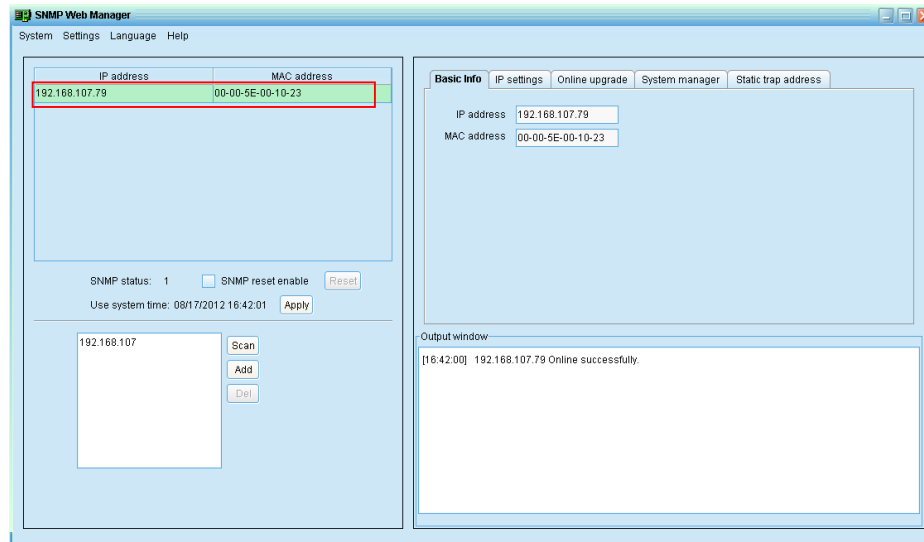 SNMP Web Manager
System Settings Language Help
IP address MAC address
192.168.107.79 00-00-5E-00-10-23
SNMP status: 1 SNMP reset enable Reset
Use system time: 08/17/2012 16:42:01 Apply
192.168.107
Scan
Add
Del
Basic Info IP settings Online upgrade System manager Static trap address
IP address 192.168.107.79
MAC address 00-00-5E-00-10-23
Output window
[16:42:00] 192.168.107.79 Online successfully.